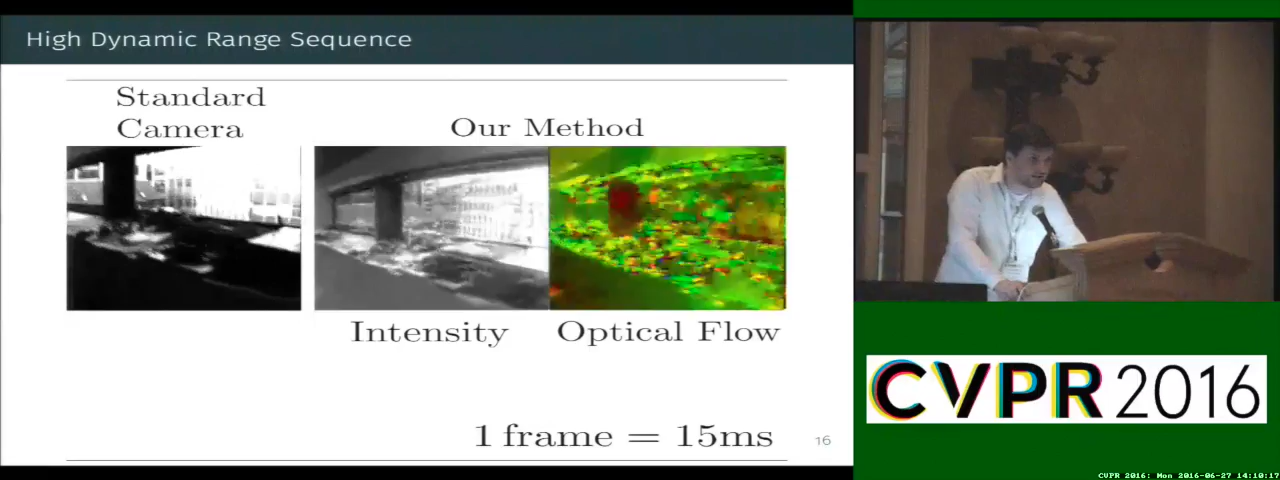 High Dynamic Range Sequence
Standard
Camera
Our Method
Intensity
Optical Flow
1 frame = 15ms
16
CVPR 2016
CVPR 2016: Mon 2016-06-27 14:10:17